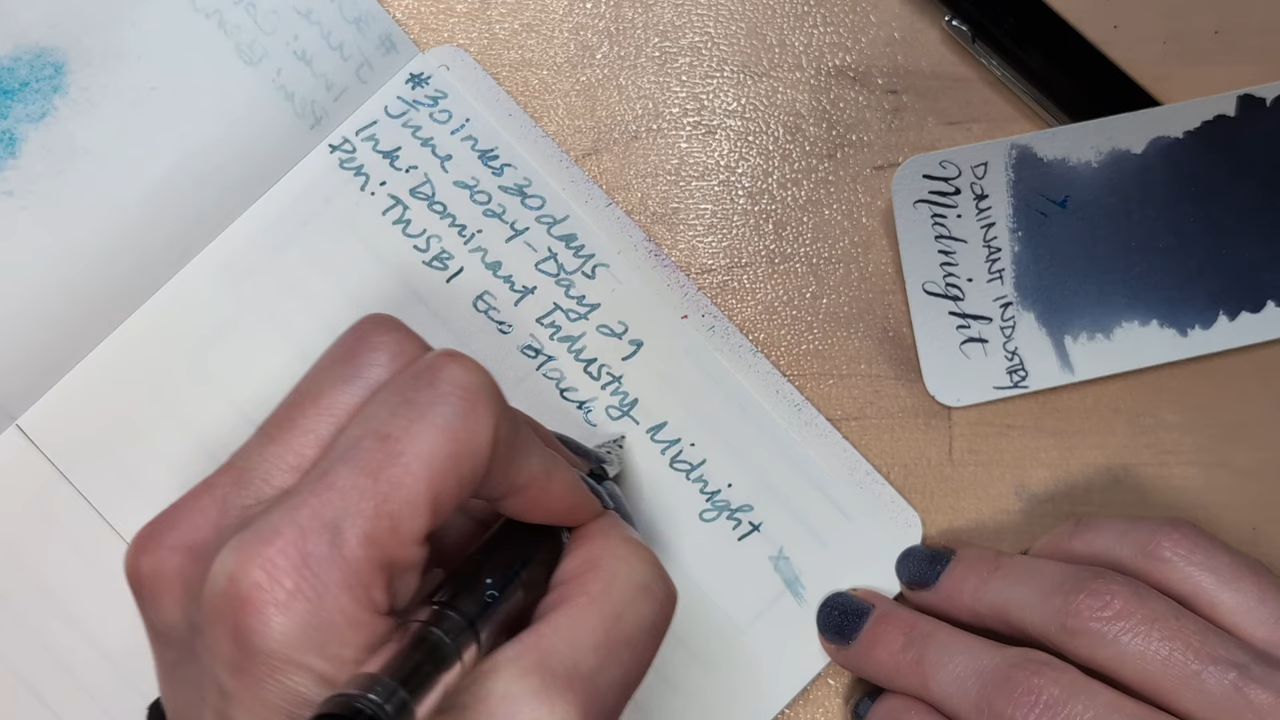 #30inks30days
June 2024-Day 29
Ink: Dominant Industry Midnight
Pen: TWSBI Eco Black
DOMINANT INDUSTRY
Midnight